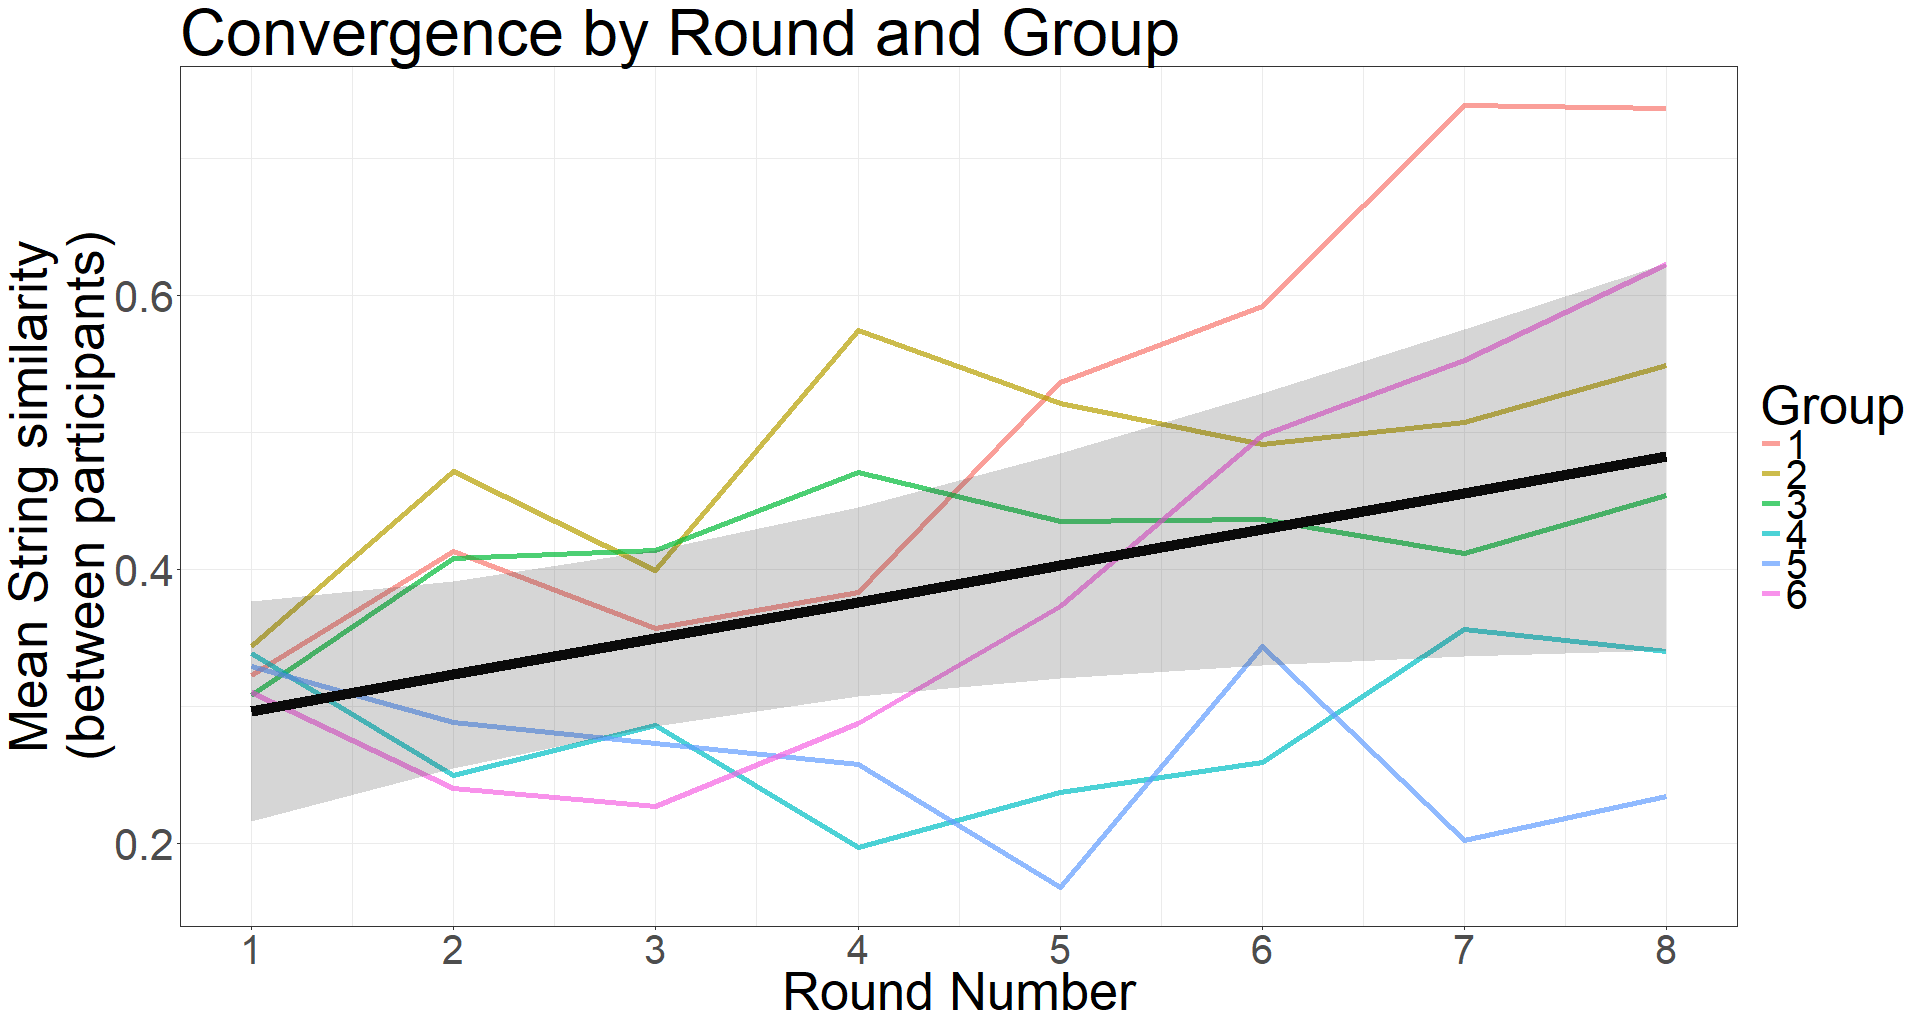 Convergence by Round and Group
Mean String similarity
(between participants)
0.6
0.4
0.2
1 2 3 4 5 6 7 8
Round Number
Group
1
2
3
4
5
6